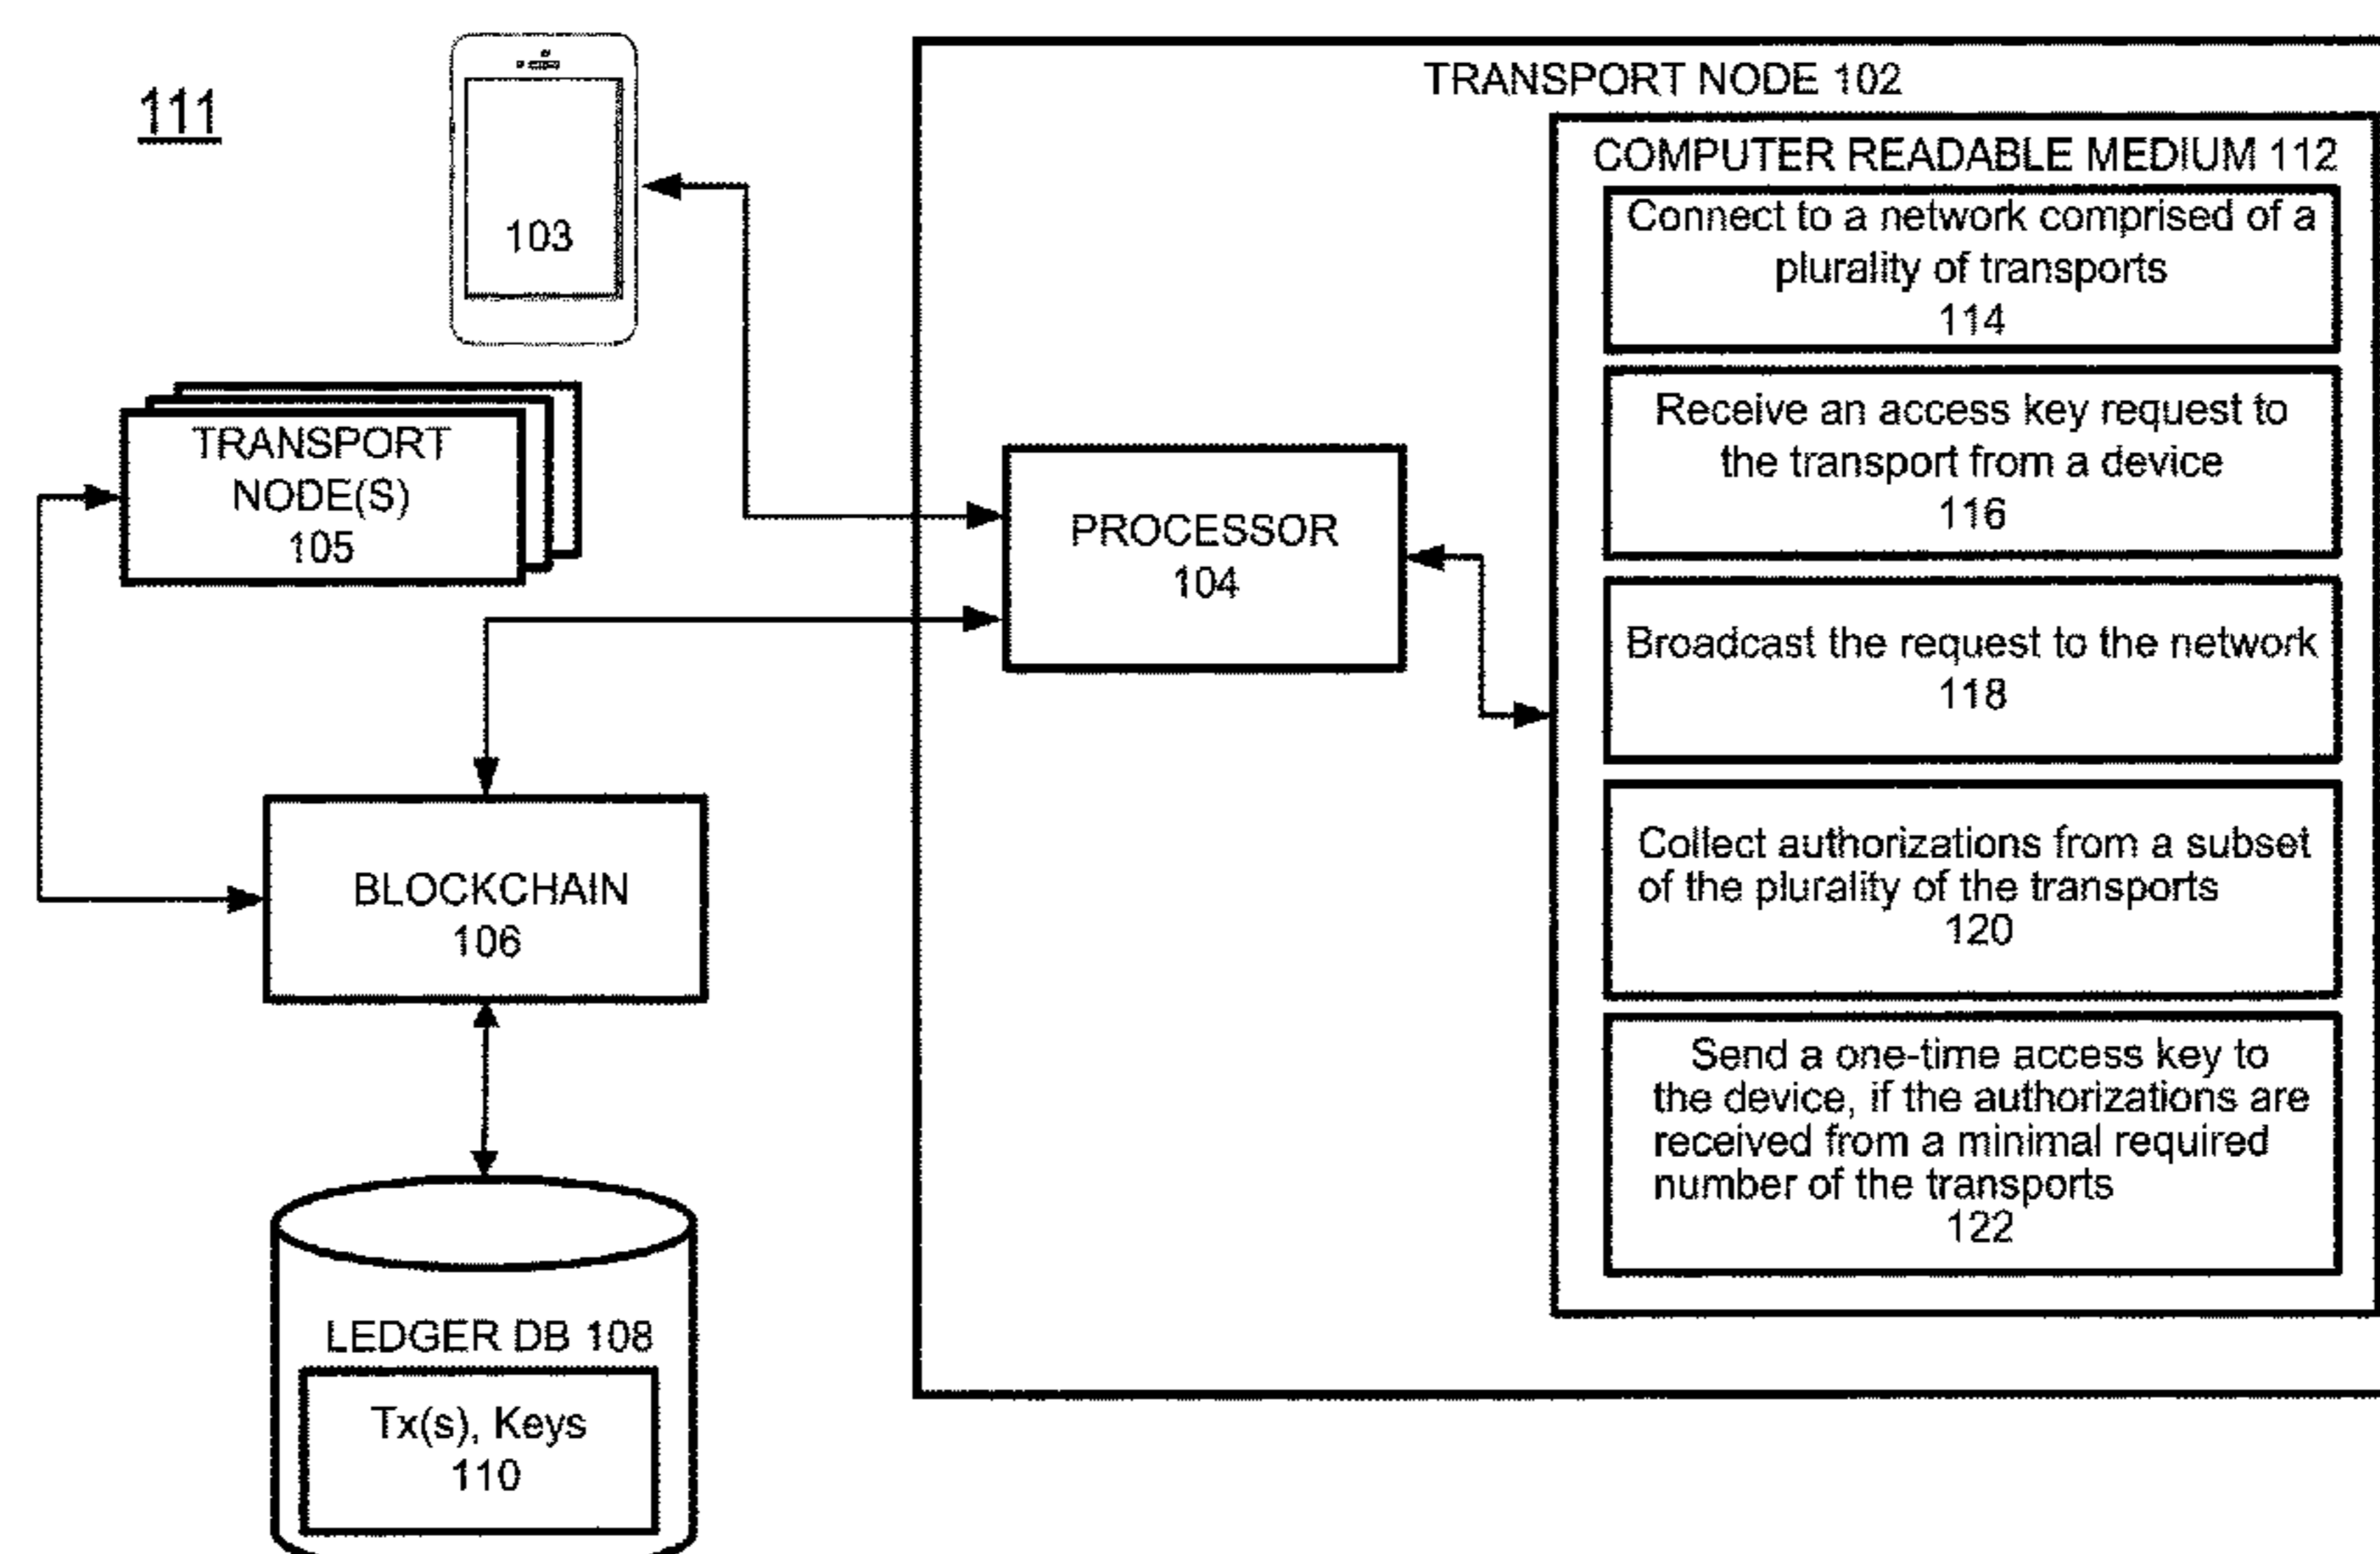 111
103
TRANSPORT
NODE(S)
105
BLOCKCHAIN
106
LEDGER DB 108
Tx(s), Keys
110
TRANSPORT NODE 102
PROCESSOR
104
COMPUTER READABLE MEDIUM 112
Connect to a network comprised of a
plurality of transports
114
Receive an access key request to
the transport from a device
116
Broadcast the request to the network
118
Collect authorizations from a subset
of the plurality of the transports
120
Send a one-time access key to
the device, if the authorizations are
received from a minimal required
number of the transports
122